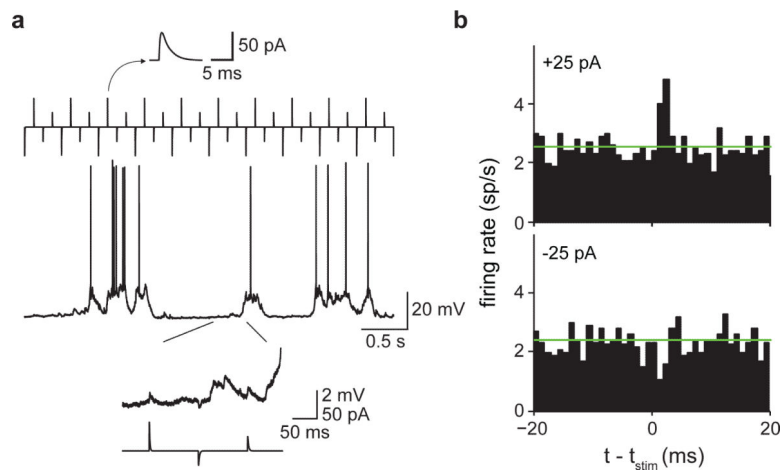 a
50 pA
5 ms
20 mV
0.5 s
2 mV
50 pA
50 ms
b
+25 pA
4
2
0
firing rate (sp/s)
-25 pA
4
2
0
−20
0
20
t - tstim (ms)